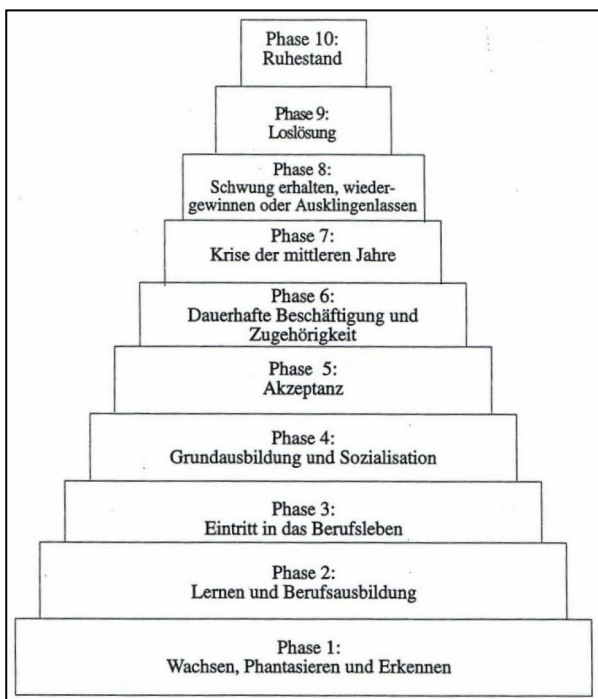 Phase 10:
Ruhestand
Phase 9:
Loslösung
Phase 8:
Schwung erhalten, wieder-
gewinnen oder Ausklingenlassen
Phase 7:
Krise der mittleren Jahre
Phase 6:
Dauerhafte Beschäftigung und
Zugehörigkeit
Phase 5:
Akzeptanz
Phase 4:
Grundausbildung und Sozialisation
Phase 3:
Eintritt in das Berufsleben
Phase 2:
Lernen und Berufsausbildung
Phase 1:
Wachsen, Phantasieren und Erkennen